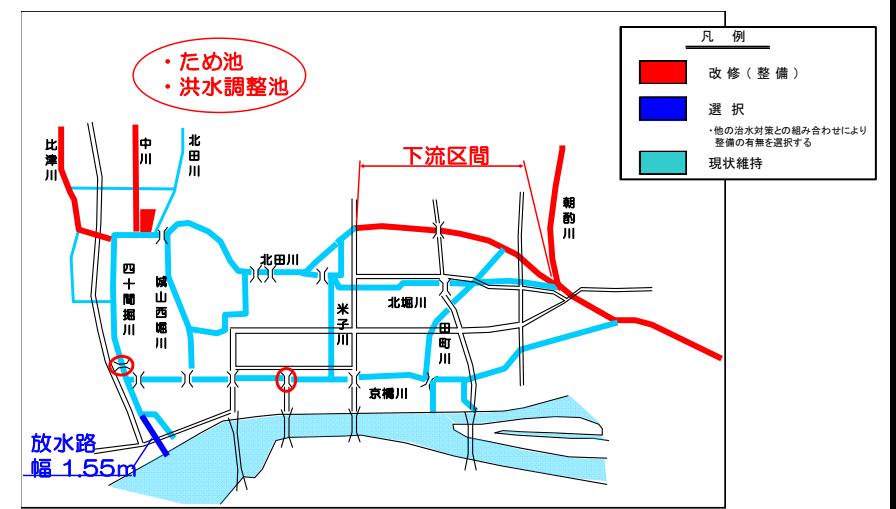 ・ため池
・洪水調整池
凡 例
改修(整備)
選 択
・他の治水対策との組み合わせにより
整備の有無を選択する
現状維持
下流区間
比津川
中川
北田川
朝酌川
四十間堀川
城山西堀川
北田川
米子川
北堀川
田町川
京橋川
放水路
幅 1.55m